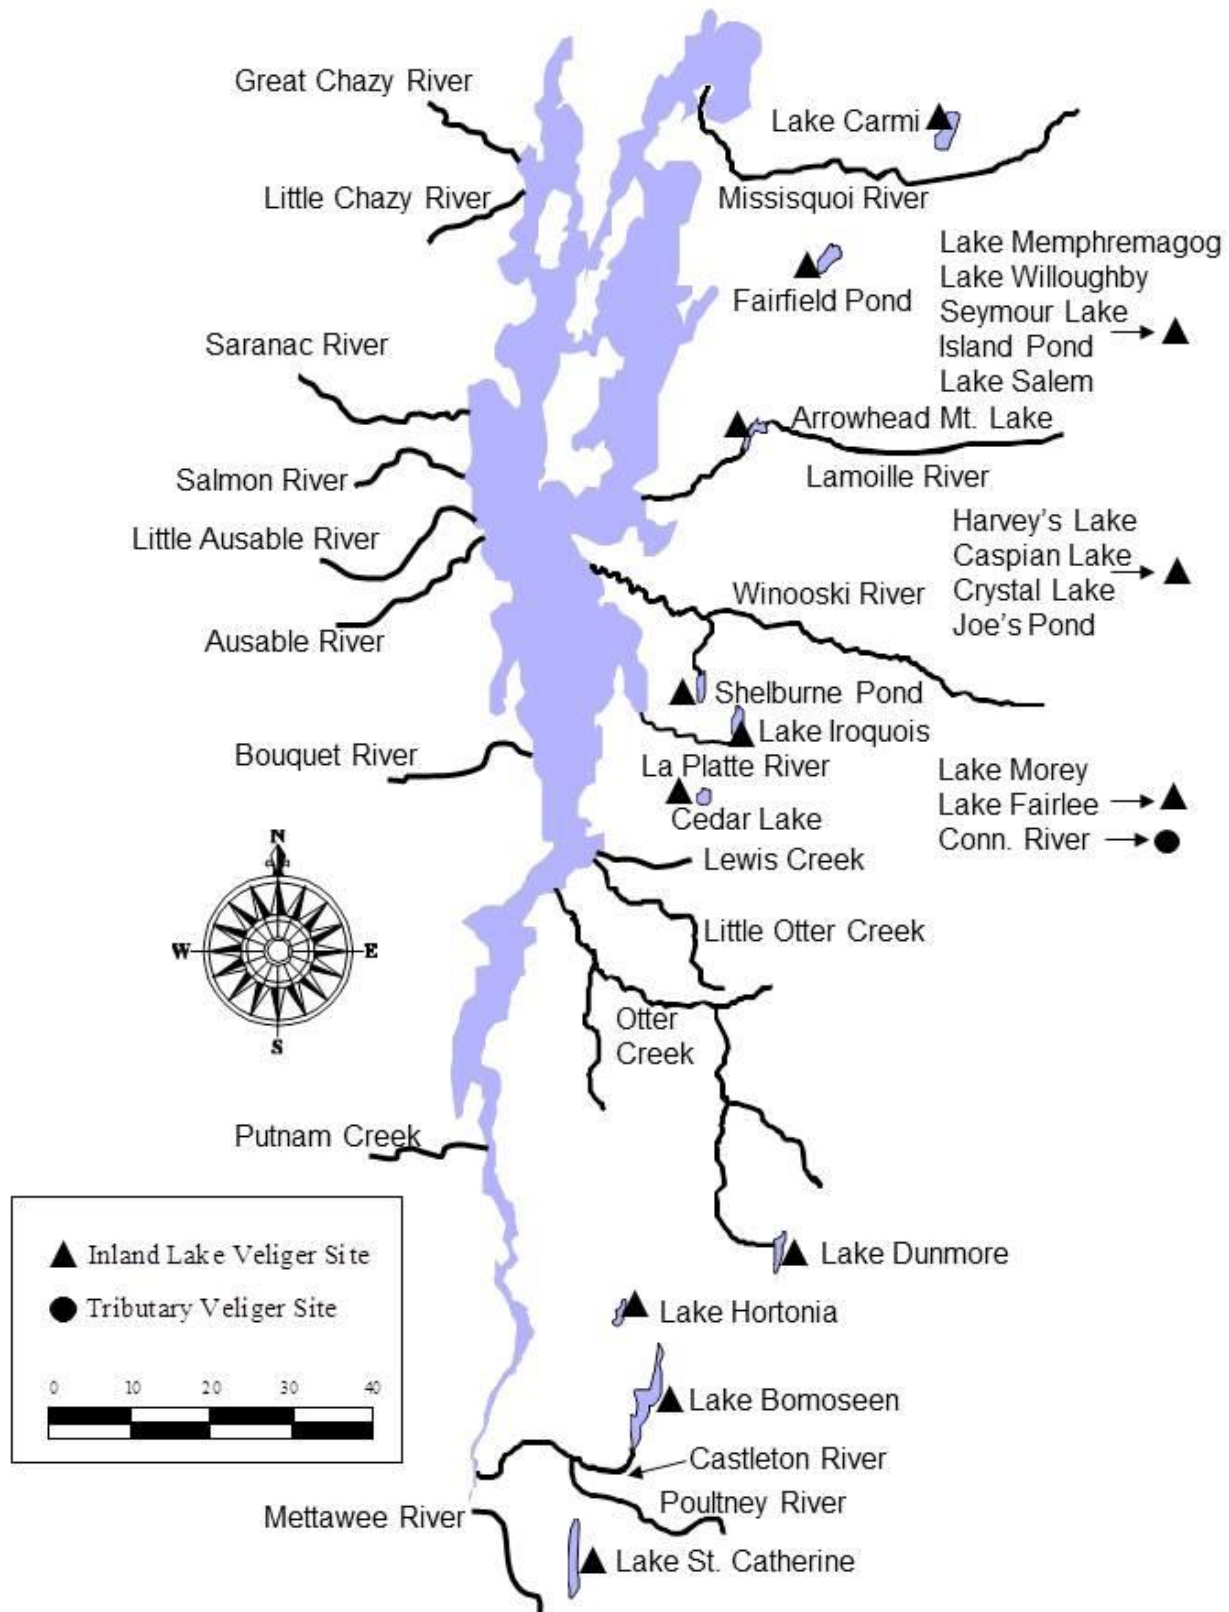 Great Chazy River
Lake Carmi
Little Chazy River
Missisquoi River
Lake Memphremagog
Lake Willoughby
Seymour Lake
Island Pond
Lake Salem
Fairfield Pond
Saranac River
Arrowhead Mt. Lake
Salmon River
Lamoille River
Little Ausable River
Harvey's Lake
Caspian Lake
Crystal Lake
Joe's Pond
Winooski River
Ausable River
Shelburne Pond
Lake Iroquois
Bouquet River
La Platte River
Lake Morey
Lake Fairlee
Conn. River
Cedar Lake
N
Lewis Creek
Little Otter Creek
W
E
Otter
Creek
S
Putnam Creek
Inland Lake Veliger Site
Lake Dunmore
Tributary Veliger Site
Lake Hortonia
0 10 20 30 40
Lake Bomoseen
Castleton River
Poultney River
Mettawee River
Lake St. Catherine